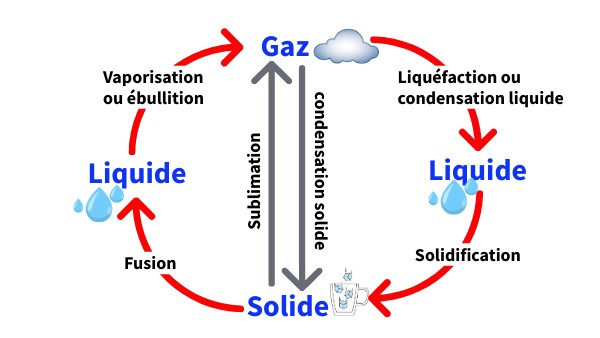 Gaz
Vaporisation
ou ébullition
Liquéfaction ou
condensation liquide
Liquide
Sublimation
condensation solide
Liquide
Fusion
Solidification
Solide